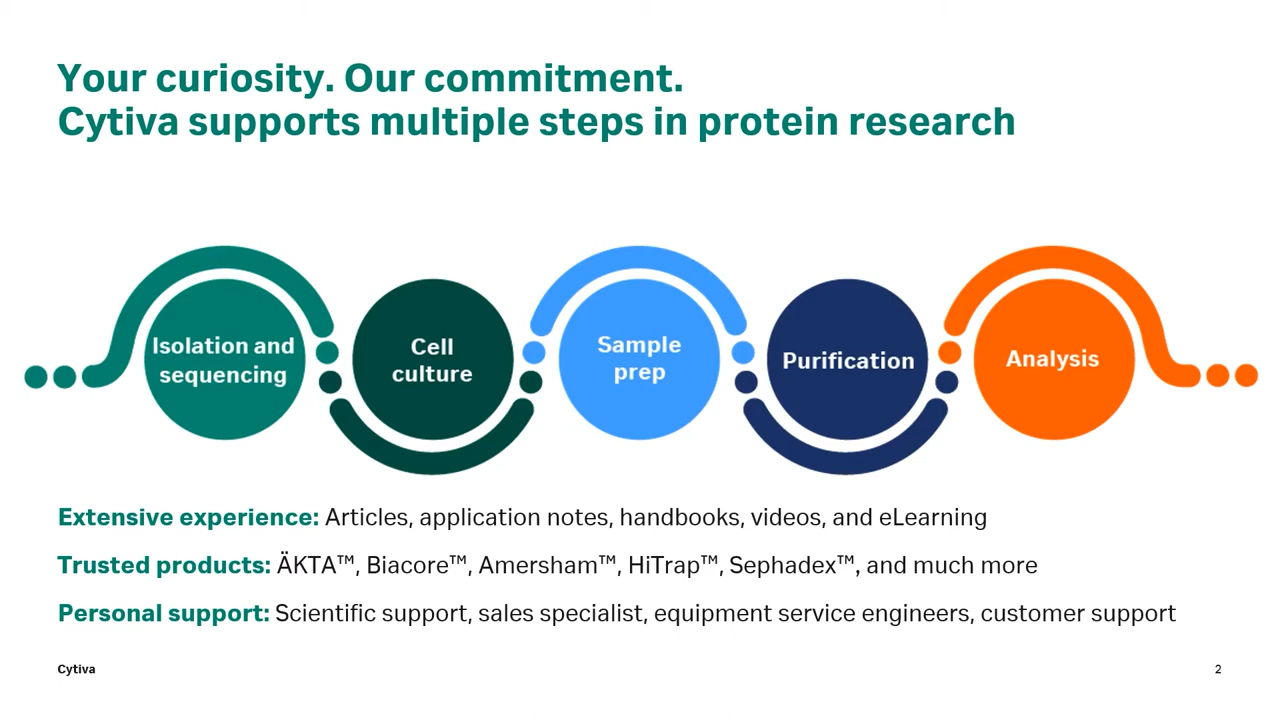 Your curiosity. Our commitment.
Cytiva supports multiple steps in protein research
Isolation and
sequencing
Cell
culture
Sample
prep
Purification
Analysis
Extensive experience: Articles, application notes, handbooks, videos, and eLearning
Trusted products: ÄKTA™, Biacore™, Amersham™, HiTrap™, Sephadex™, and much more
Personal support: Scientific support, sales specialist, equipment service engineers, customer support
Cytiva
2